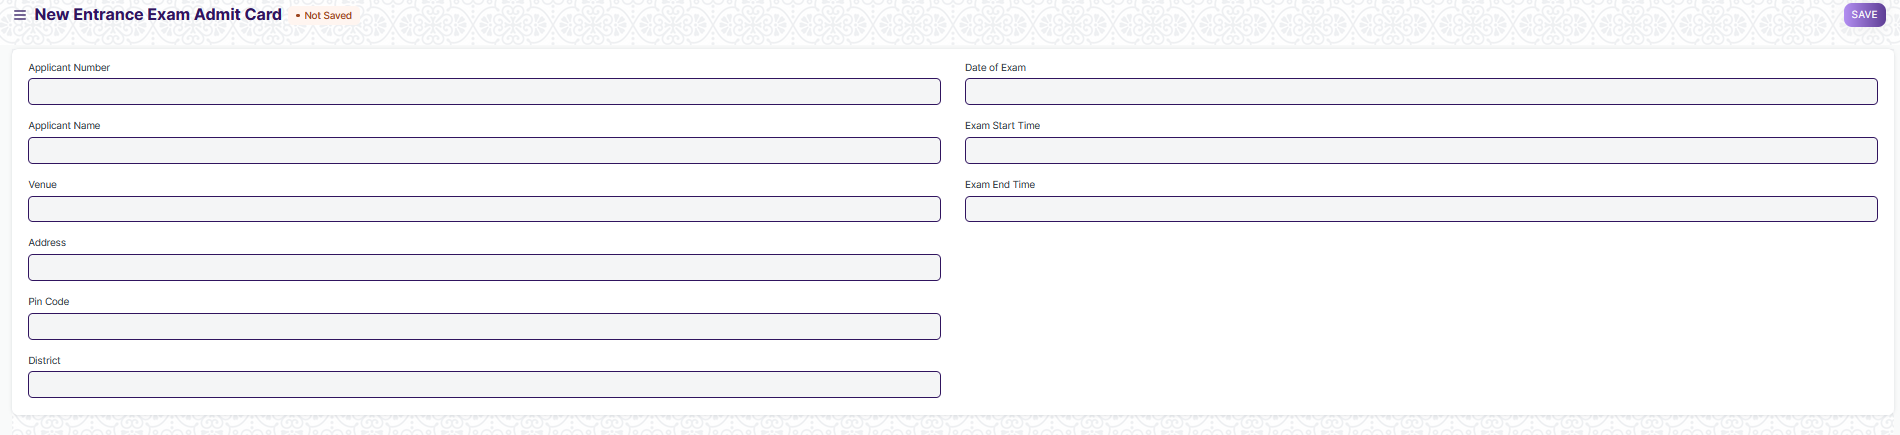 New Entrance Exam Admit Card
• Not Saved
SAVE
Applicant Number
Applicant Name
Venue
Address
Pin Code
District
Date of Exam
Exam Start Time
Exam End Time